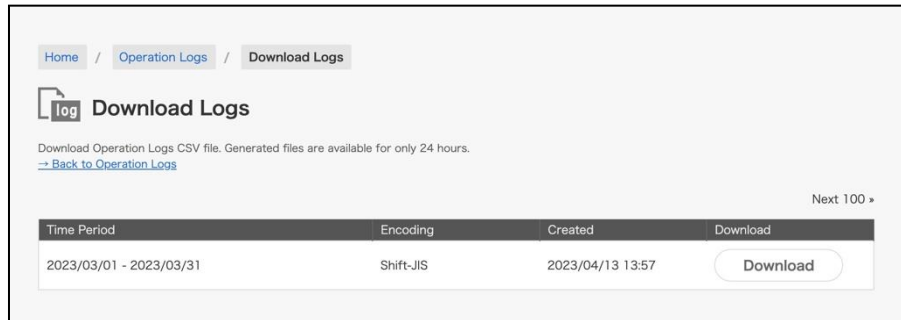 Home / Operation Logs / Download Logs
log Download Logs
Download Operation Logs CSV file. Generated files are available for only 24 hours.
→ Back to Operation Logs
Next 100 »
Time Period Encoding Created Download
2023/03/01 - 2023/03/31 Shift-JIS 2023/04/13 13:57 Download